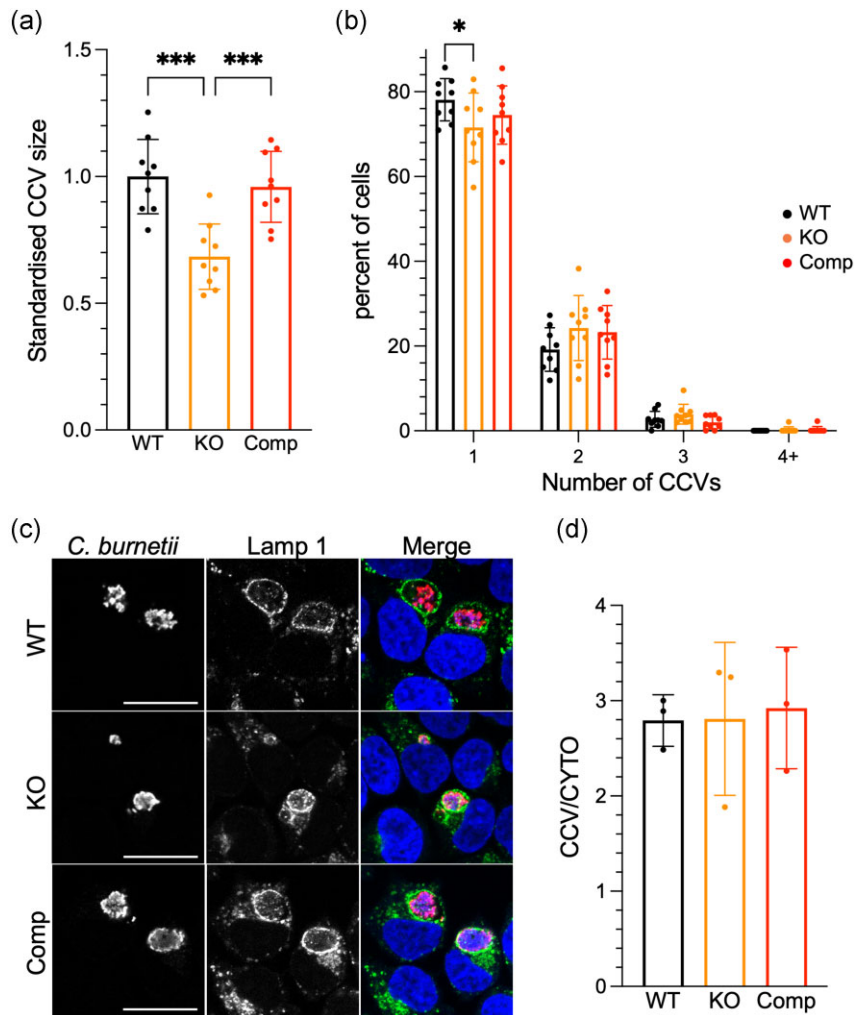 (a)
Standardised CCV size
1.5
1.0
0.5
0.0
*** ***
WT KO Comp
(b)
percent of cells
80
60
40
20
0
*
1 2 3 4+
Number of CCVs
WT
KO
Comp
(c)
C. burnetii Lamp 1 Merge
WT
KO
Comp
(d)
CCV/CYTO
4
3
2
1
0
WT KO Comp